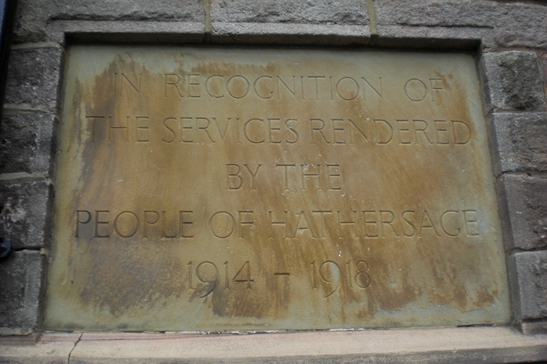 IN RECOGNITION OF
THE SERVICES RENDERED
BY THE
PEOPLE OF HATHERSAGE
1914 – 1918